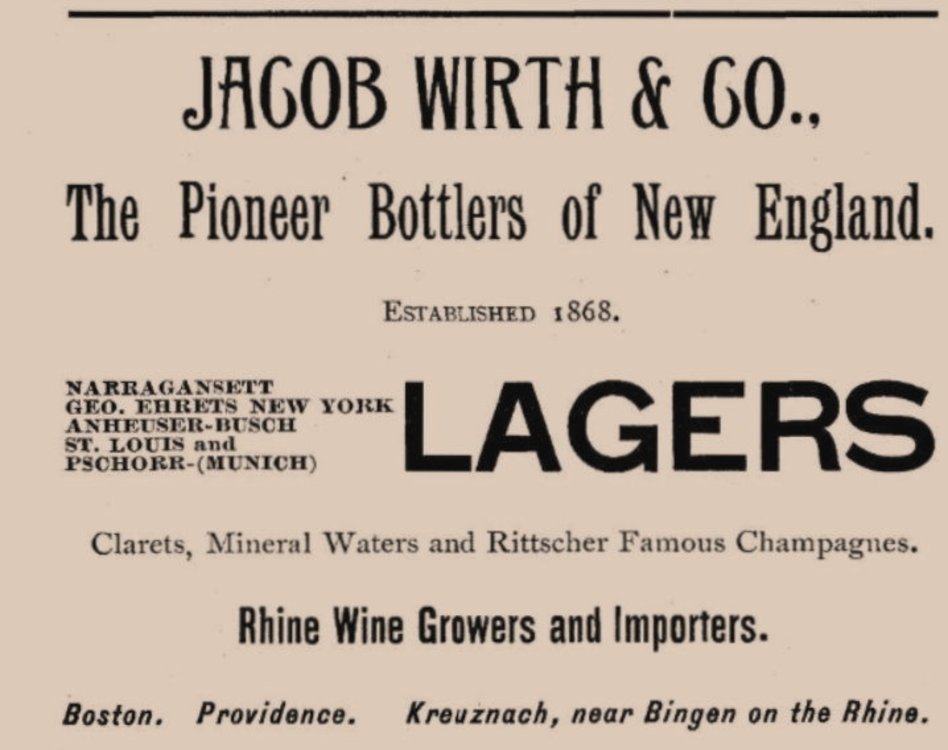 JACOB WIRTH & CO.,
The Pioneer Bottlers of New England.
ESTABLISHED 1868.
NARRAGANSETT
GEO. EHRETS NEW YORK
ANHEUSER-BUSCH
ST. LOUIS and
PSCHORR-(MUNICH)
LAGERS
Clarets, Mineral Waters and Rittscher Famous Champagnes.
Rhine Wine Growers and Importers.
Boston. Providence. Kreuznach, near Bingen on the Rhine.